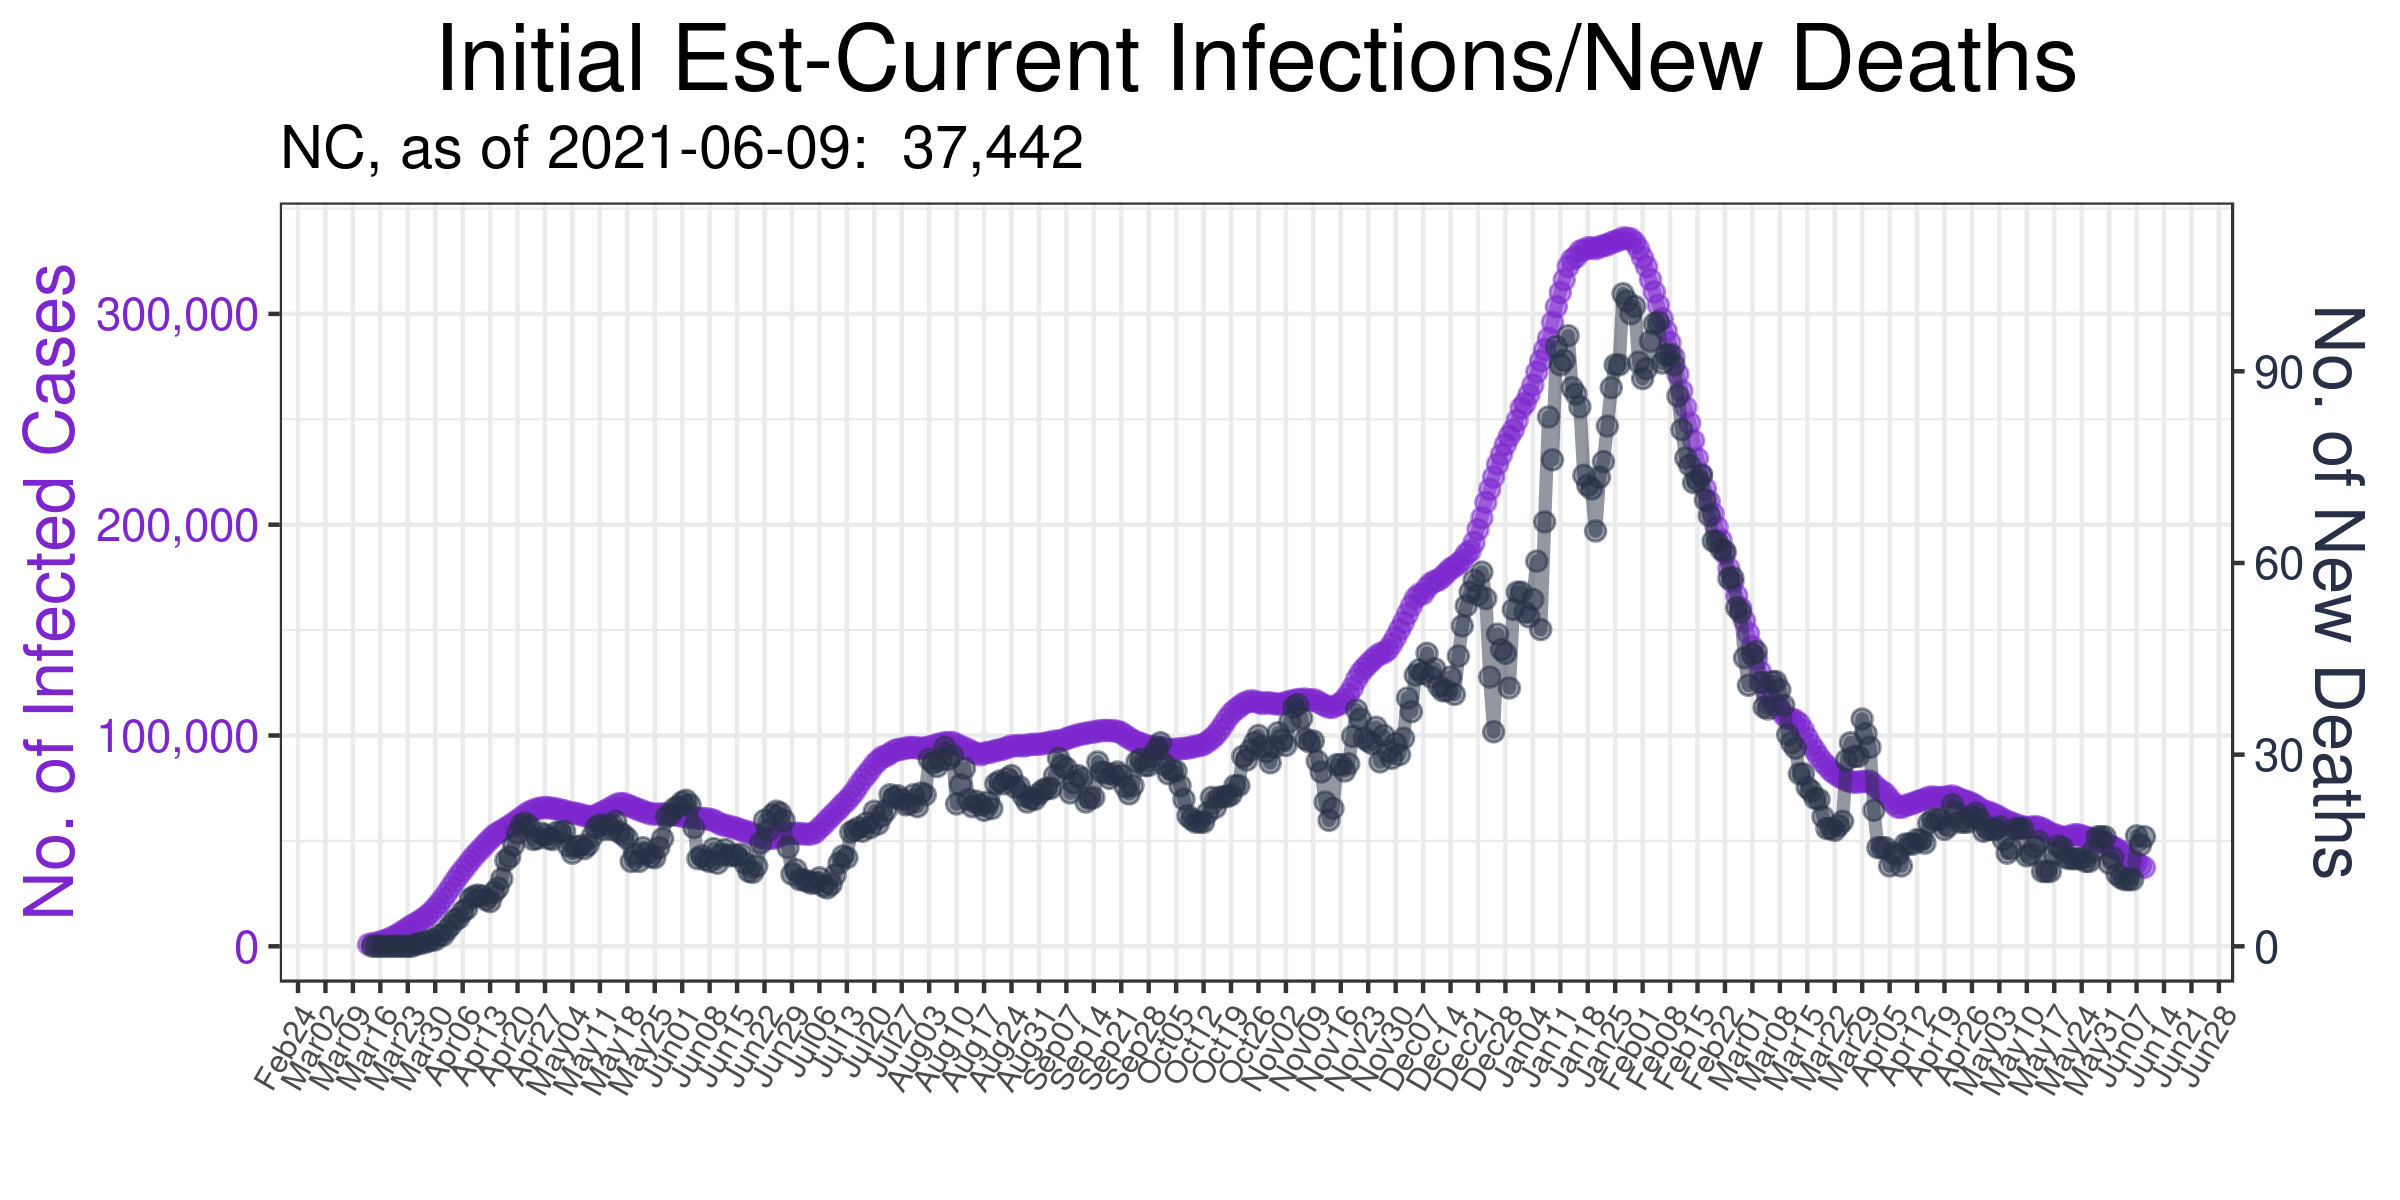 Initial Est-Current Infections/New Deaths
NC, as of 2021-06-09:  37,442
No. of Infected Cases
300,000
200,000
100,000
0
No. of New Deaths
90
60
30
0
Feb24
Mar02
Mar09
Mar16
Mar23
Mar30
Apr06
Apr13
Apr20
Apr27
May04
May11
May18
May25
Jun01
Jun08
Jun15
Jun22
Jun29
Jul06
Jul13
Jul20
Jul27
Aug03
Aug10
Aug17
Aug24
Aug31
Sep07
Sep14
Sep21
Sep28
Oct05
Oct12
Oct19
Oct26
Nov02
Nov09
Nov16
Nov23
Nov30
Dec07
Dec14
Dec21
Dec28
Jan04
Jan11
Jan18
Jan25
Feb01
Feb08
Feb15
Feb22
Mar01
Mar08
Mar15
Mar22
Mar29
Apr05
Apr12
Apr19
Apr26
May03
May10
May17
May24
May31
Jun07
Jun14
Jun21
Jun28